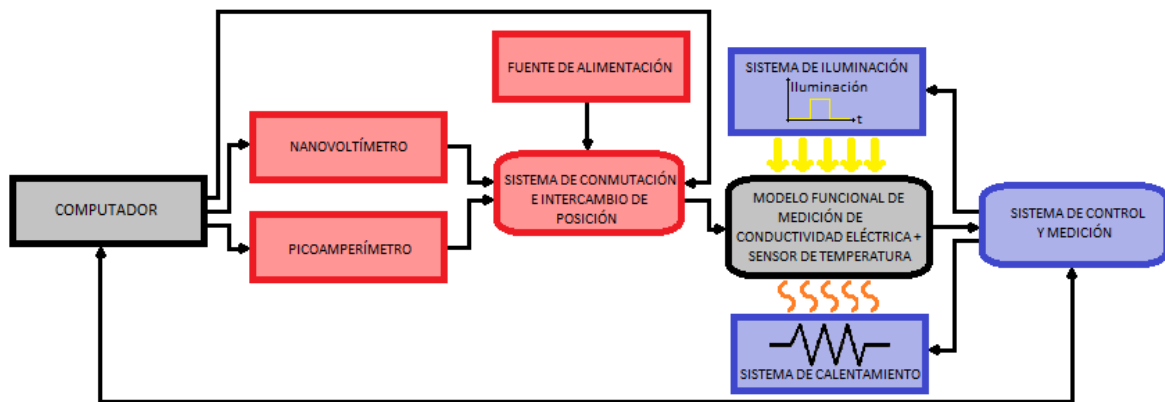 COMPUTADOR
NANOVOLTÍMETRO
PICOAMPERÍMETRO
FUENTE DE ALIMENTACIÓN
SISTEMA DE CONMUTACIÓN
E INTERCAMBIO DE
POSICIÓN
SISTEMA DE ILUMINACIÓN
Iluminación
t
MODELO FUNCIONAL DE
MEDICIÓN DE
CONDUCTIVIDAD ELÉCTRICA +
SENSOR DE TEMPERATURA
SISTEMA DE CALENTAMIENTO
SISTEMA DE CONTROL
Y MEDICIÓN